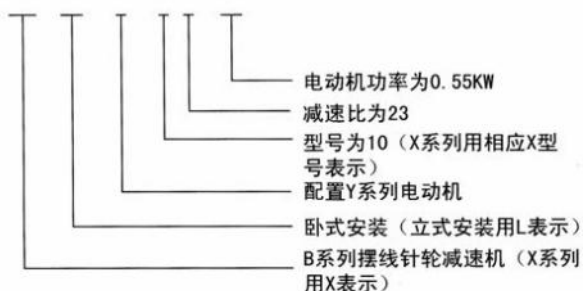 电动机功率为0.55KW
减速比为23
型号为10（X系列用相应X型
号表示）
配置Y系列电动机
卧式安装（立式安装用L表示）
B系列摆线针轮减速机（X系列
用X表示）